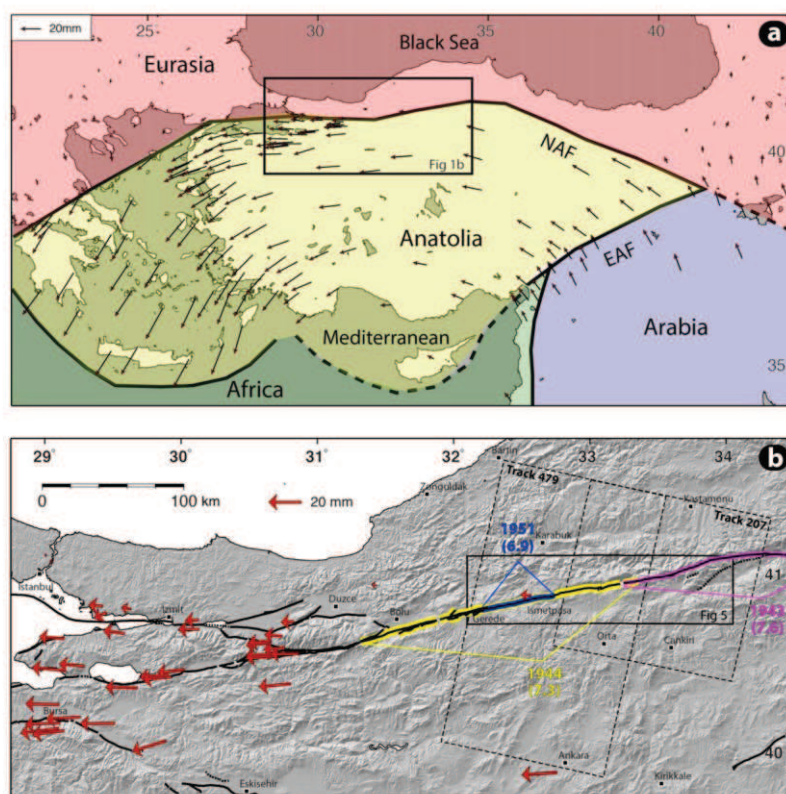 20mm
25
30
35
40
a
Black Sea
Eurasia
40
NAF
Fig 1b
Anatolia
EAF
Arabia
Mediterranean
35
Africa
29°
30
31
32
33
34
b
Bartin
0 100 km
20 mm
Track 479
Zonguldak
Kastamonu
Track 207
1951
(6.9)
Karabuk
Istanbul
41
Izmit
Duzce
Bolu
Gerede
Ismetpasa
Fig 5
1943
(7.6)
Orta
Cankiri
1944
(7.3)
Bursa
Ankara
40
Eskisehir
Kirikkale